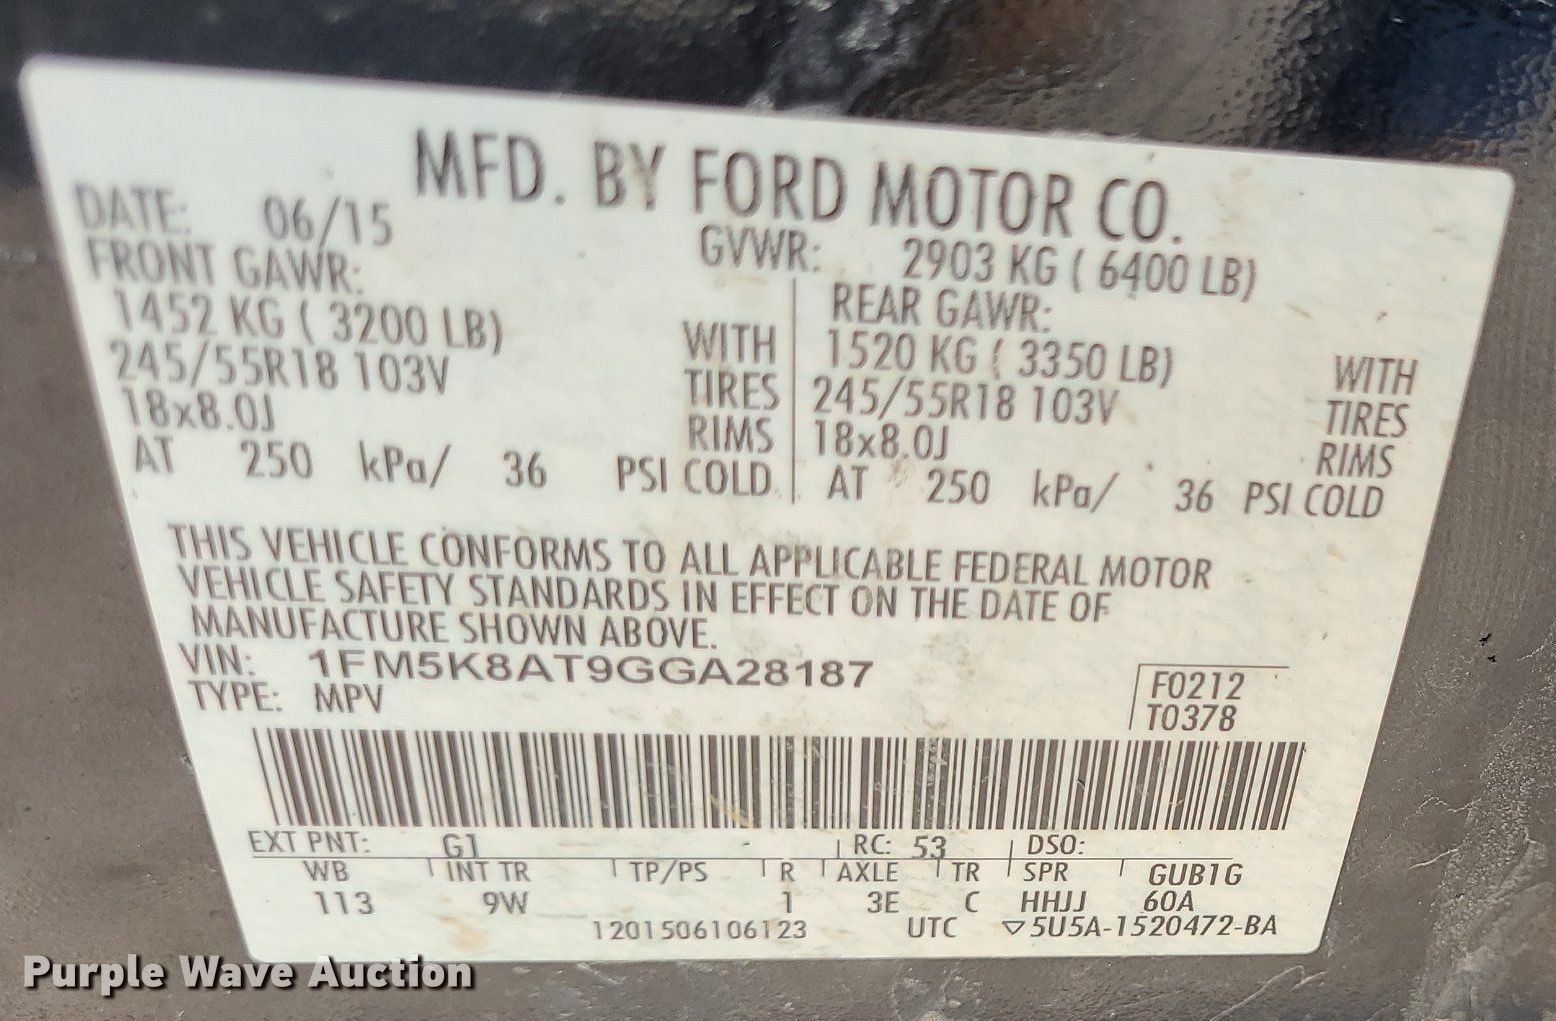 MFD. BY FORD MOTOR CO.
DATE: 06/15 GVWR: 2903 KG ( 6400 LB)
FRONT GAWR: REAR GAWR:
1452 KG ( 3200 LB) WITH 1520 KG ( 3350 LB) WITH
245/55R18 103V TIRES 245/55R18 103V TIRES
18x8.0J RIMS 18x8.0J RIMS
AT 250 kPa/ 36 PSI COLD AT 250 kPa/ 36 PSI COLD
THIS VEHICLE CONFORMS TO ALL APPLICABLE FEDERAL MOTOR
VEHICLE SAFETY STANDARDS IN EFFECT ON THE DATE OF
MANUFACTURE SHOWN ABOVE.
VIN: 1FM5K8AT9GGA28187 F0212
TYPE: MPV T0378
EXT PNT: G1 RC: 53 DSO:
WB INT TR TP/PS R AXLE TR SPR GUB1G
113 9W 1 3E C HHJJ 60A
1201506106123 UTC ▽5U5A-1520472-BA
Purple Wave Auction